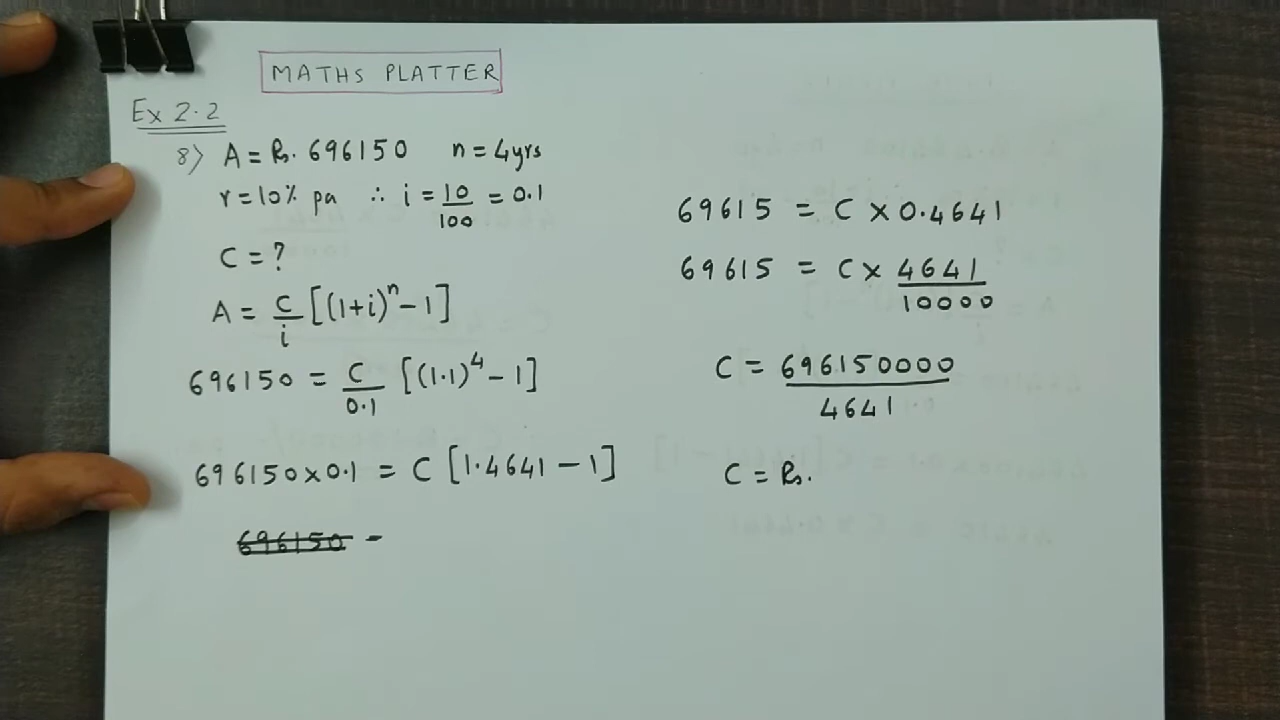 MATHS PLATTER
Ex 2.2
8) A = Rs. 696150 n = 4yrs
r = 10% pa ∴ i = 10/100 = 0.1
C = ?
A = C/i [(1+i)^n - 1]
696150 = C/0.1 [(1.1)^4 - 1]
696150 x 0.1 = C [1.4641 - 1]
696150 =
69615 = C x 0.4641
69615 = C x 4641/10000
C = 696150000/4641
C = Rs.